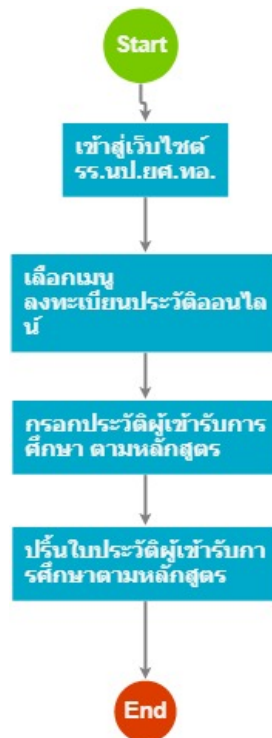 Start
เข้าสู่เว็บไซต์
รร.นป.ยศ.ทอ.
เลือกเมนู
ลงทะเบียนประวัติออนไล
น์
กรอกประวัติผู้เข้ารับการ
ศึกษา ตามหลักสูตร
ปริ้นใบประวัติผู้เข้ารับกา
รศึกษาตามหลักสูตร
End